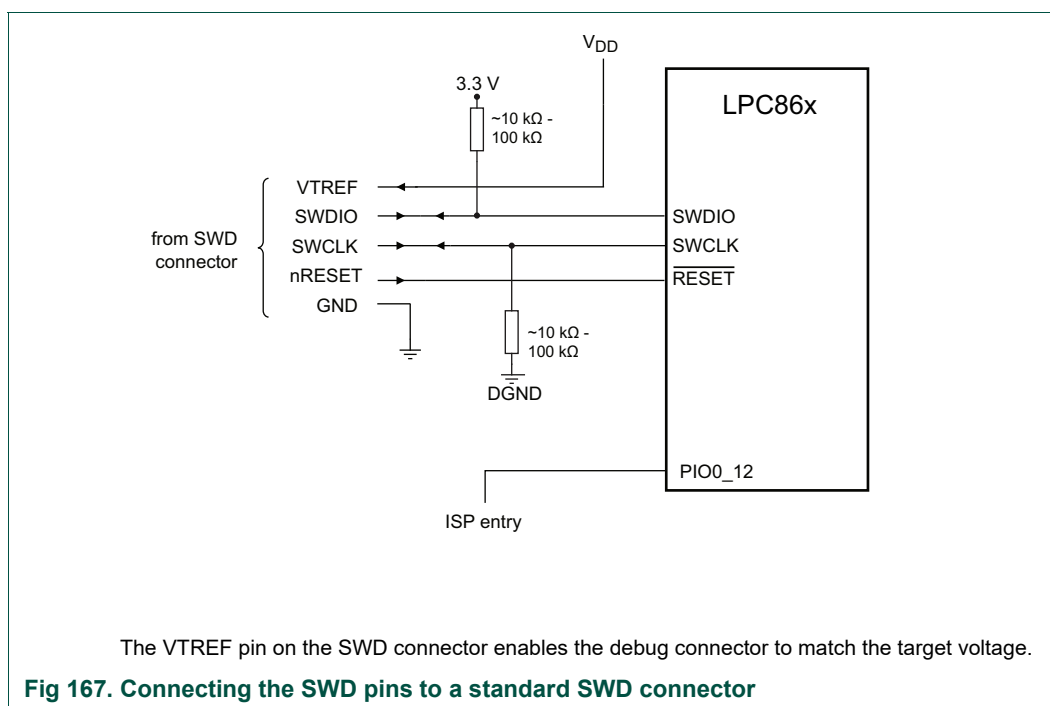 VDD
3.3 V
~10 kΩ -
100 kΩ
LPC86x
from SWD
connector
VTREF
SWDIO
SWCLK
nRESET
GND
SWDIO
SWCLK
RESET
~10 kΩ -
100 kΩ
DGND
PIO0_12
ISP entry
The VTREF pin on the SWD connector enables the debug connector to match the target voltage.
Fig 167. Connecting the SWD pins to a standard SWD connector